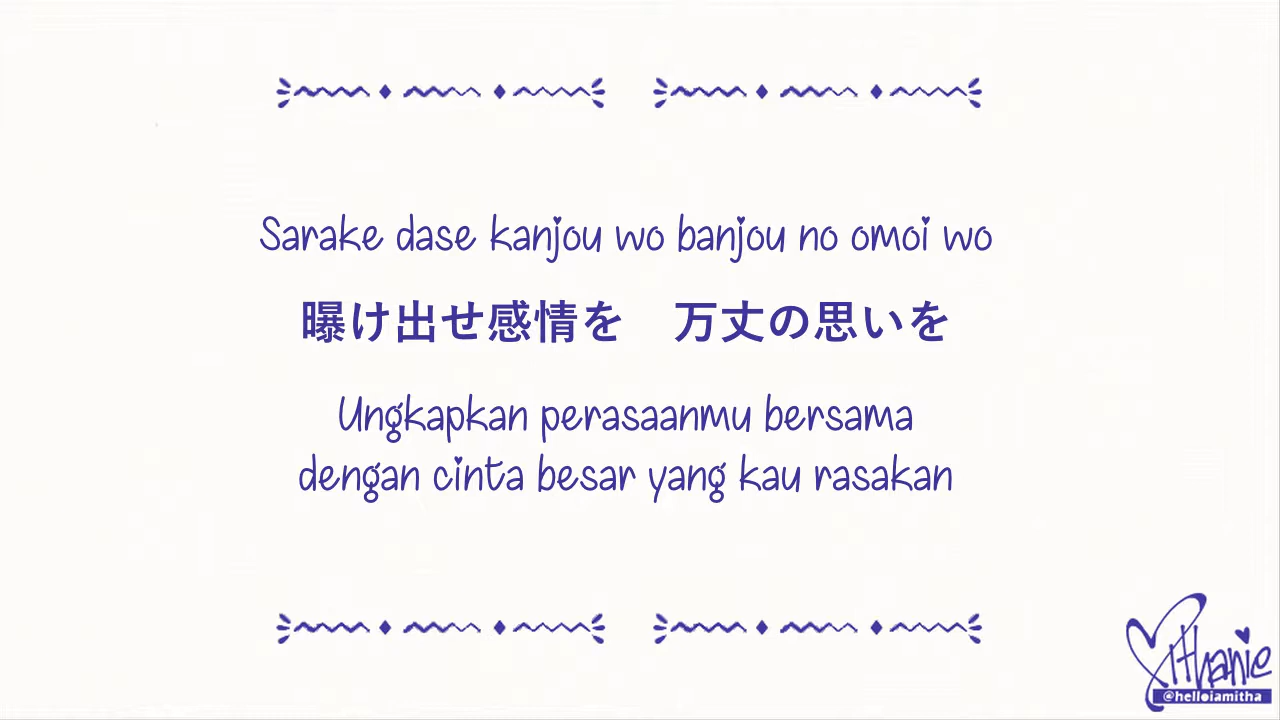 Sarake dase kanjou wo banjou no omoi wo
曝け出せ感情を　万丈の思いを
Ungkapkan perasaanmu bersama
dengan cinta besar yang kau rasakan
Mithanie
@helloiamitha